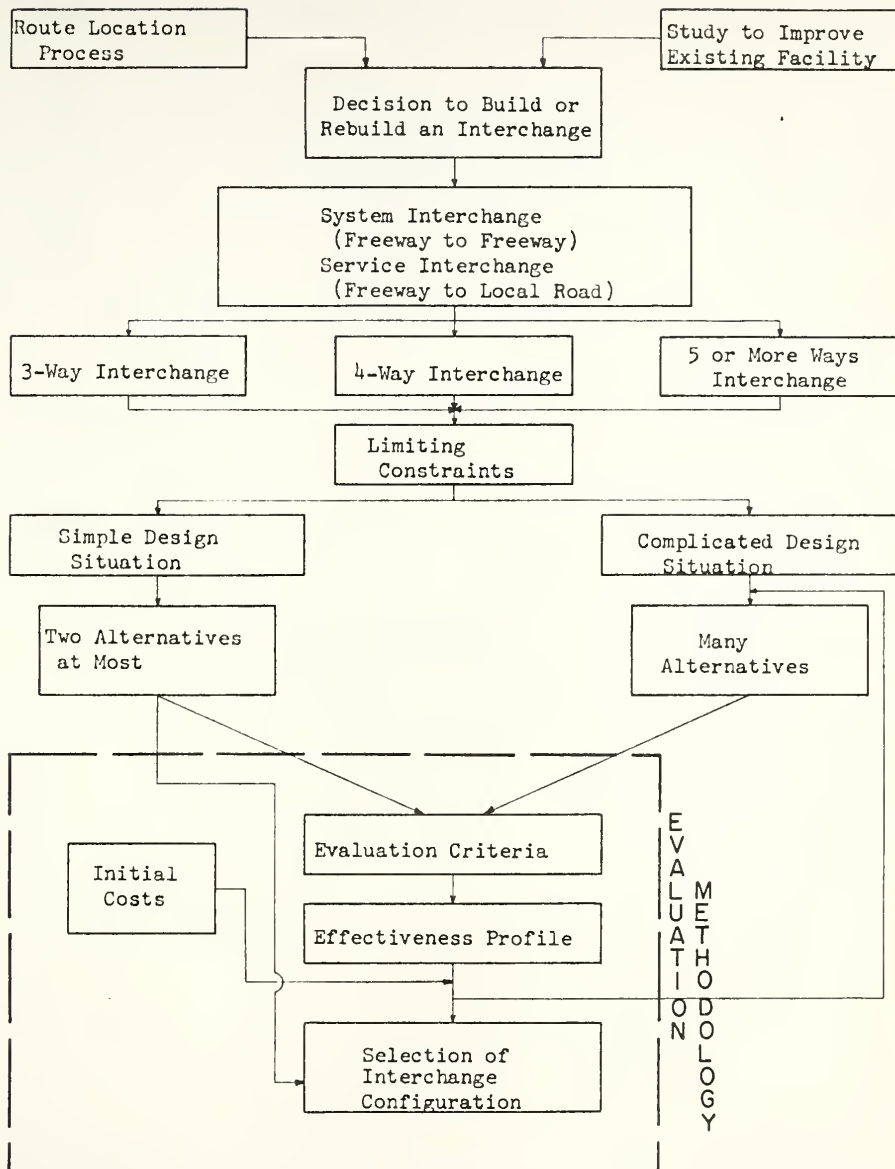 Route Location
Process
Study to Improve
Existing Facility
Decision to Build or
Rebuild an Interchange
System Interchange
(Freeway to Freeway)
Service Interchange
(Freeway to Local Road)
3-Way Interchange
4-Way Interchange
5 or More Ways
Interchange
Limiting
Constraints
Simple Design
Situation
Complicated Design
Situation
Two Alternatives
at Most
Many
Alternatives
Evaluation Criteria
Initial
Costs
Effectiveness Profile
Selection of
Interchange
Configuration
EVALUATION
METHODOLOGY